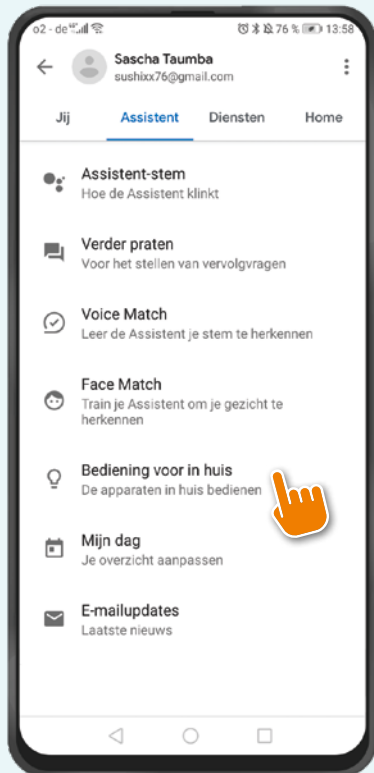 o2 - de 76 % 13:58
Sascha Taumba
sushixx76@gmail.com
Jij Assistent Diensten Home
Assistent-stem
Hoe de Assistent klinkt
Verder praten
Voor het stellen van vervolgvragen
Voice Match
Leer de Assistent je stem te herkennen
Face Match
Train je Assistent om je gezicht te
herkennen
Bediening voor in huis
De apparaten in huis bedienen
Mijn dag
Je overzicht aanpassen
E-mailupdates
Laatste nieuws